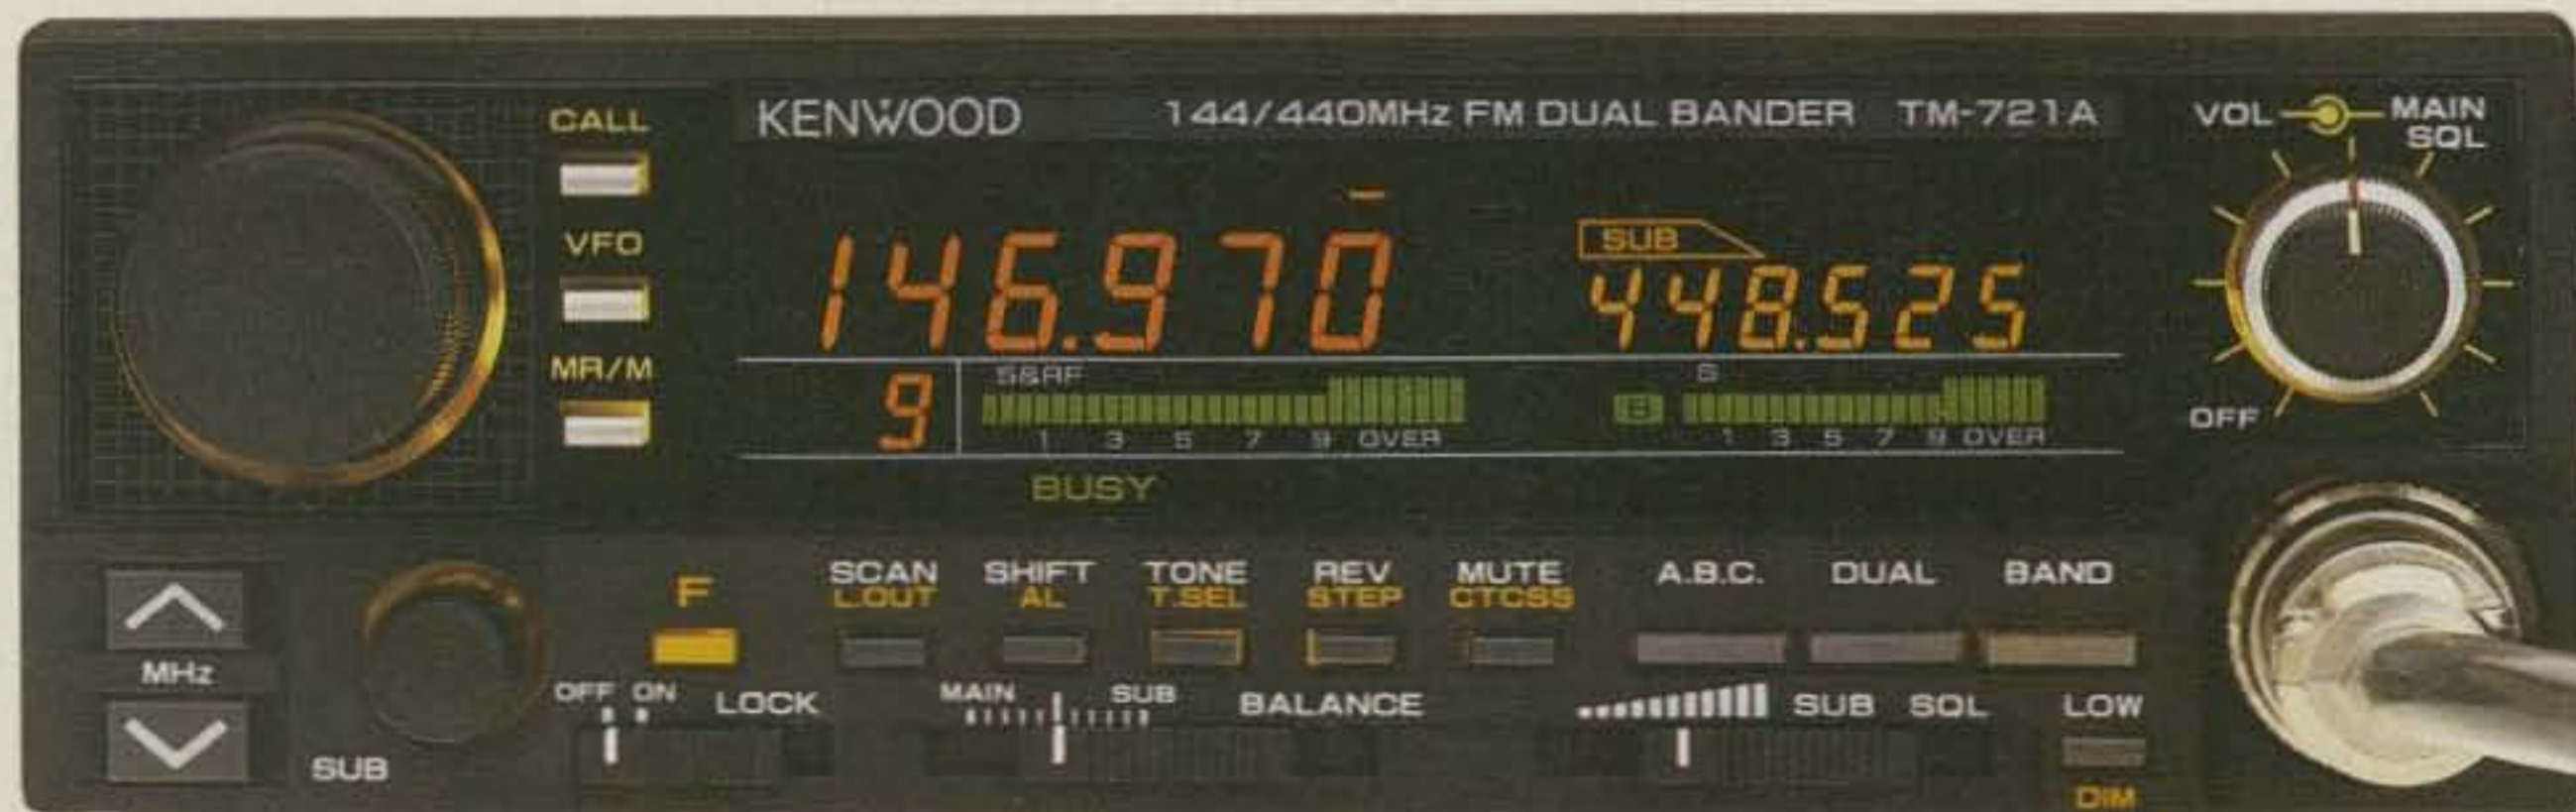 CALL
KENWOOD 144/440MHz FM DUAL BANDER TM-721A
VOL MAIN
SQL
VFO
146.970
SUB
448.525
MR/M
9
S&RF
1 3 5 7 9 OVER
B
S
1 3 5 7 9 OVER
OFF
BUSY
F
SCAN SHIFT TONE REV MUTE A.B.C. DUAL BAND
L.OUT AL T.SEL STEP CTCSS
MHz
OFF ON LOCK MAIN SUB BALANCE SUB SQL LOW
SUB
DIM